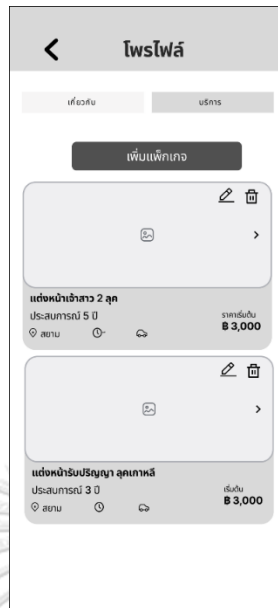 โพรไฟล์
เกี่ยวกับ
บริการ
เพิ่มแพ็กเกจ
แต่งหน้าเจ้าสาว 2 ลุค
ประสบการณ์ 5 ปี
ราคาเริ่มต้น
฿ 3,000
สยาม
แต่งหน้ารับปริญญา ลุคเกาหลี
ประสบการณ์ 3 ปี
เริ่มต้น
฿ 3,000
สยาม